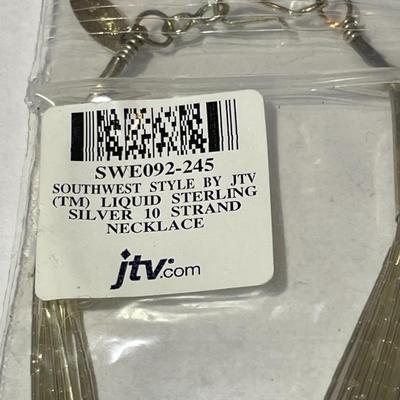 SWE092-245
SOUTHWEST STYLE BY JTV
(TM) LIQUID STERLING
SILVER 10 STRAND
NECKLACE
jtv.com